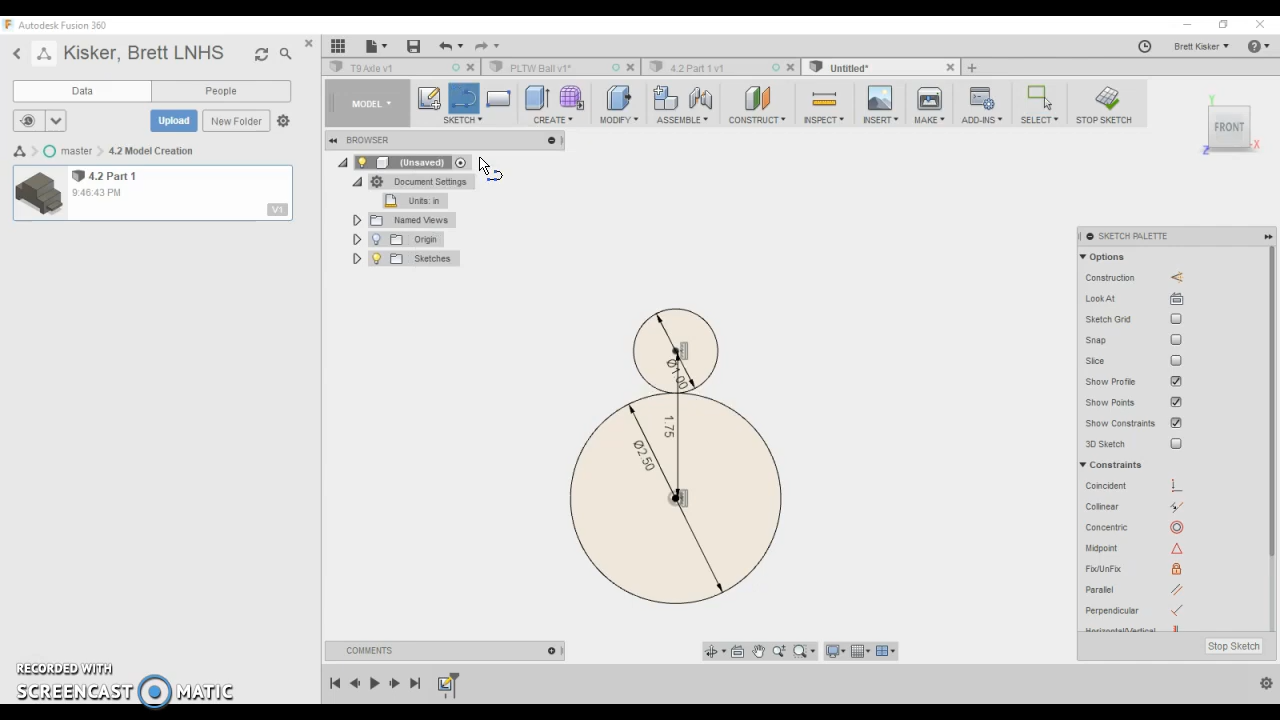 Autodesk Fusion 360
Kisker, Brett LNHS
Brett Kisker
Data
People
T9 Axle v1
PLTW Ball v1*
4.2 Part 1 v1
Untitled*
Upload
New Folder
MODEL
SKETCH
CREATE
MODIFY
ASSEMBLE
CONSTRUCT
INSPECT
INSERT
MAKE
ADD-INS
SELECT
STOP SKETCH
master
4.2 Model Creation
BROWSER
FRONT
Y
X
Z
4.2 Part 1
9:46:43 PM
V1
(Unsaved)
Document Settings
Units: in
Named Views
Origin
Sketches
SKETCH PALETTE
Options
Construction
Look At
Sketch Grid
Snap
Slice
Show Profile
Show Points
Show Constraints
3D Sketch
Constraints
Coincident
Collinear
Concentric
Midpoint
Fix/UnFix
Parallel
Perpendicular
Horizontal/Vertical
Stop Sketch
Ø1.00
1.75
Ø2.50
COMMENTS
RECORDED WITH
SCREENCAST MATIC